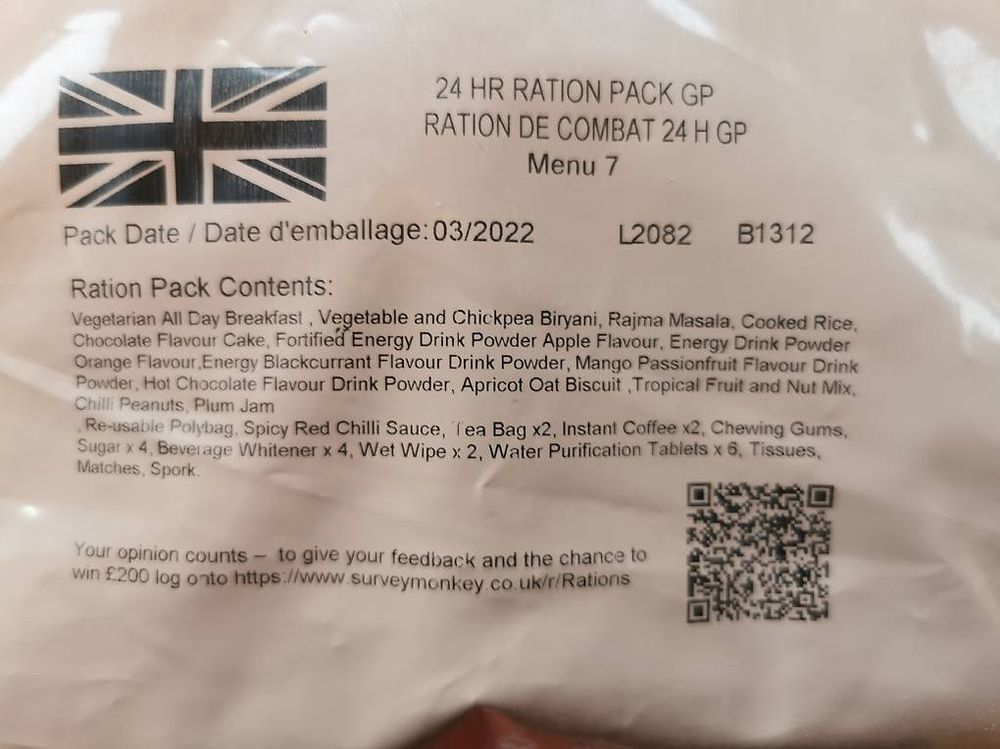 24 HR RATION PACK GP
RATION DE COMBAT 24 H GP
Menu 7
Pack Date / Date d'emballage:03/2022 L2082 B1312
Ration Pack Contents:
Vegetarian All Day Breakfast , Vegetable and Chickpea Biryani, Rajma Masala, Cooked Rice,
Chocolate Flavour Cake, Fortified Energy Drink Powder Apple Flavour, Energy Drink Powder
Orange Flavour,Energy Blackcurrant Flavour Drink Powder, Mango Passionfruit Flavour Drink
Powder, Hot Chocolate Flavour Drink Powder, Apricot Oat Biscuit ,Tropical Fruit and Nut Mix,
Chilli Peanuts, Plum Jam
, Re-usable Polybag, Spicy Red Chilli Sauce, Tea Bag x2, Instant Coffee x2, Chewing Gums,
Sugar x 4, Beverage Whitener x 4, Wet Wipe x 2, Water Purification Tablets x 6, Tissues,
Matches, Spork.
Your opinion counts – to give your feedback and the chance to
win £200 log onto https://www.surveymonkey.co.uk/r/Rations